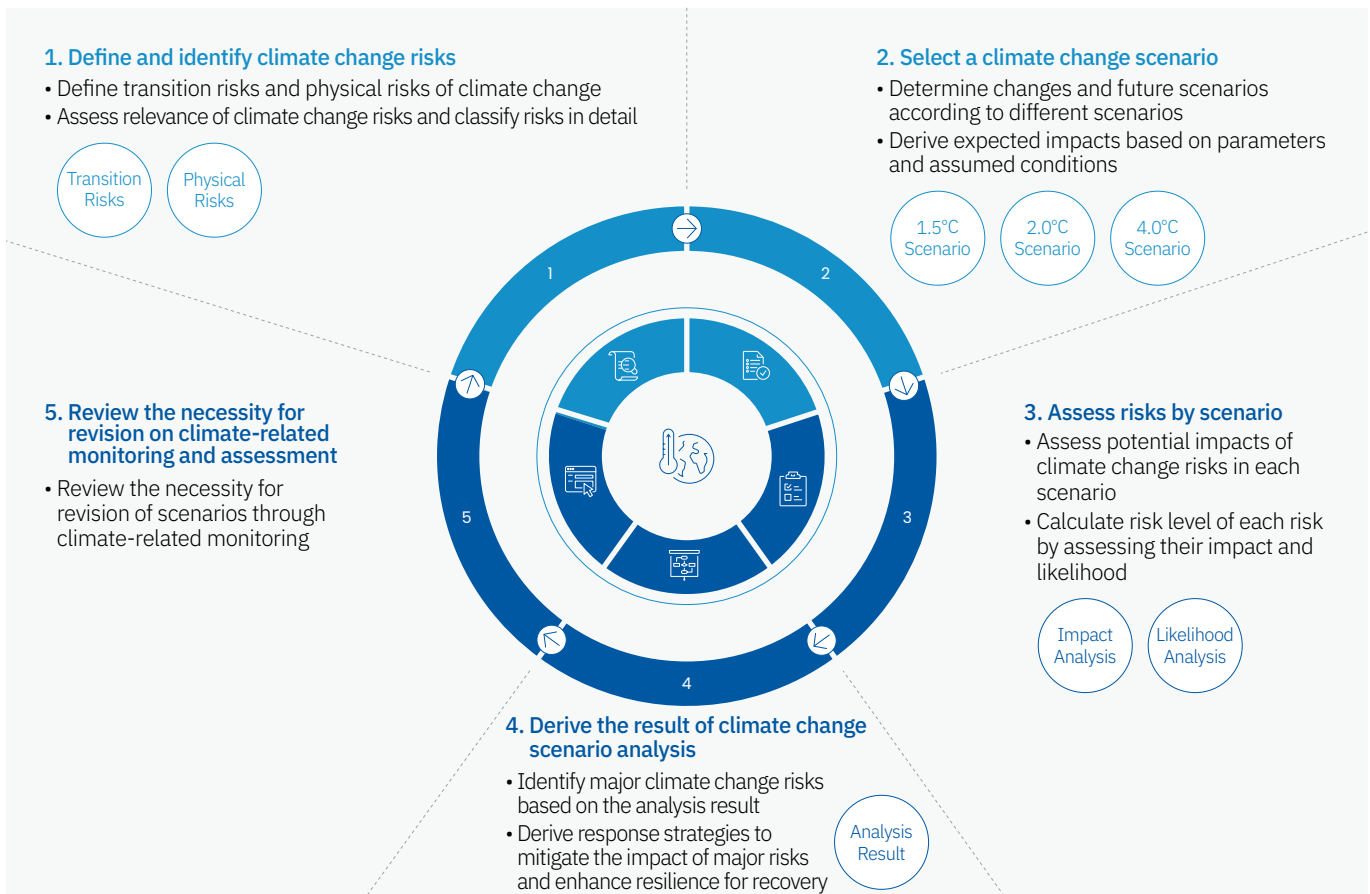 1. Define and identify climate change risks
• Define transition risks and physical risks of climate change
• Assess relevance of climate change risks and classify risks in detail
Transition
Risks
Physical
Risks
2. Select a climate change scenario
• Determine changes and future scenarios
according to different scenarios
• Derive expected impacts based on parameters
and assumed conditions
1.5°C
Scenario
2.0°C
Scenario
4.0°C
Scenario
1
2
3
4
5
3. Assess risks by scenario
• Assess potential impacts of
climate change risks in each
scenario
• Calculate risk level of each risk
by assessing their impact and
likelihood
Impact
Analysis
Likelihood
Analysis
4. Derive the result of climate change
scenario analysis
• Identify major climate change risks
based on the analysis result
• Derive response strategies to
mitigate the impact of major risks
and enhance resilience for recovery
Analysis
Result
5. Review the necessity for
revision on climate-related
monitoring and assessment
• Review the necessity for
revision of scenarios through
climate-related monitoring